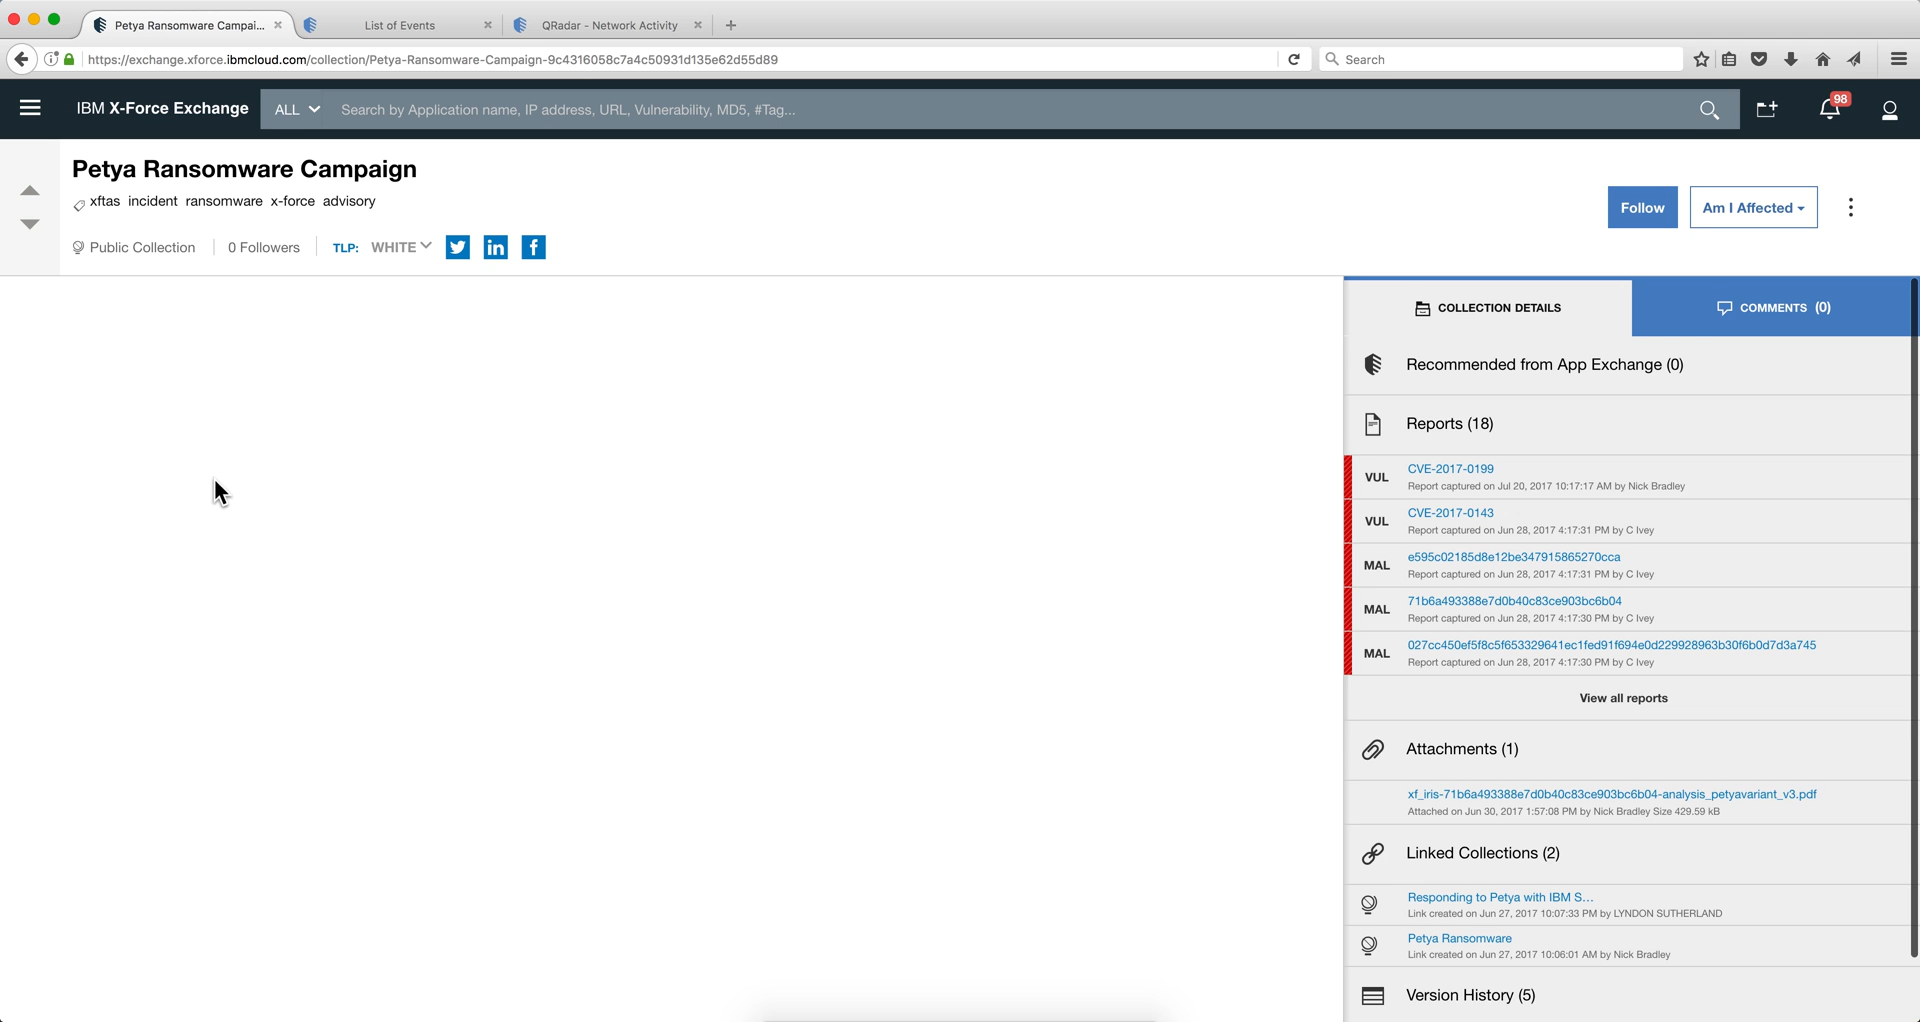 Petya Ransomware Campai...
List of Events
QRadar - Network Activity
https://exchange.xforce.ibmcloud.com/collection/Petya-Ransomware-Campaign-9c4316058c7a4c50931d135e62d55d89
Search
IBM X-Force Exchange
ALL
Search by Application name, IP address, URL, Vulnerability, MD5, #Tag...
98
Petya Ransomware Campaign
xftas incident ransomware x-force advisory
Follow
Am I Affected
Public Collection
0 Followers
TLP: WHITE
COLLECTION DETAILS
COMMENTS (0)
Recommended from App Exchange (0)
Reports (18)
VUL
CVE-2017-0199
Report captured on Jul 20, 2017 10:17:17 AM by Nick Bradley
VUL
CVE-2017-0143
Report captured on Jun 28, 2017 4:17:31 PM by C Ivey
MAL
e595c02185d8e12be347915865270cca
Report captured on Jun 28, 2017 4:17:31 PM by C Ivey
MAL
71b6a493388e7d0b40c83ce903bc6b04
Report captured on Jun 28, 2017 4:17:30 PM by C Ivey
MAL
027cc450ef5f8c5f653329641ec1fed91f694e0d229928963b30f6b0d7d3a745
Report captured on Jun 28, 2017 4:17:30 PM by C Ivey
View all reports
Attachments (1)
xf_iris-71b6a493388e7d0b40c83ce903bc6b04-analysis_petyavariant_v3.pdf
Attached on Jun 30, 2017 1:57:08 PM by Nick Bradley Size 429.59 kB
Linked Collections (2)
Responding to Petya with IBM S...
Link created on Jun 27, 2017 10:07:33 PM by LYNDON SUTHERLAND
Petya Ransomware
Link created on Jun 27, 2017 10:06:01 AM by Nick Bradley
Version History (5)